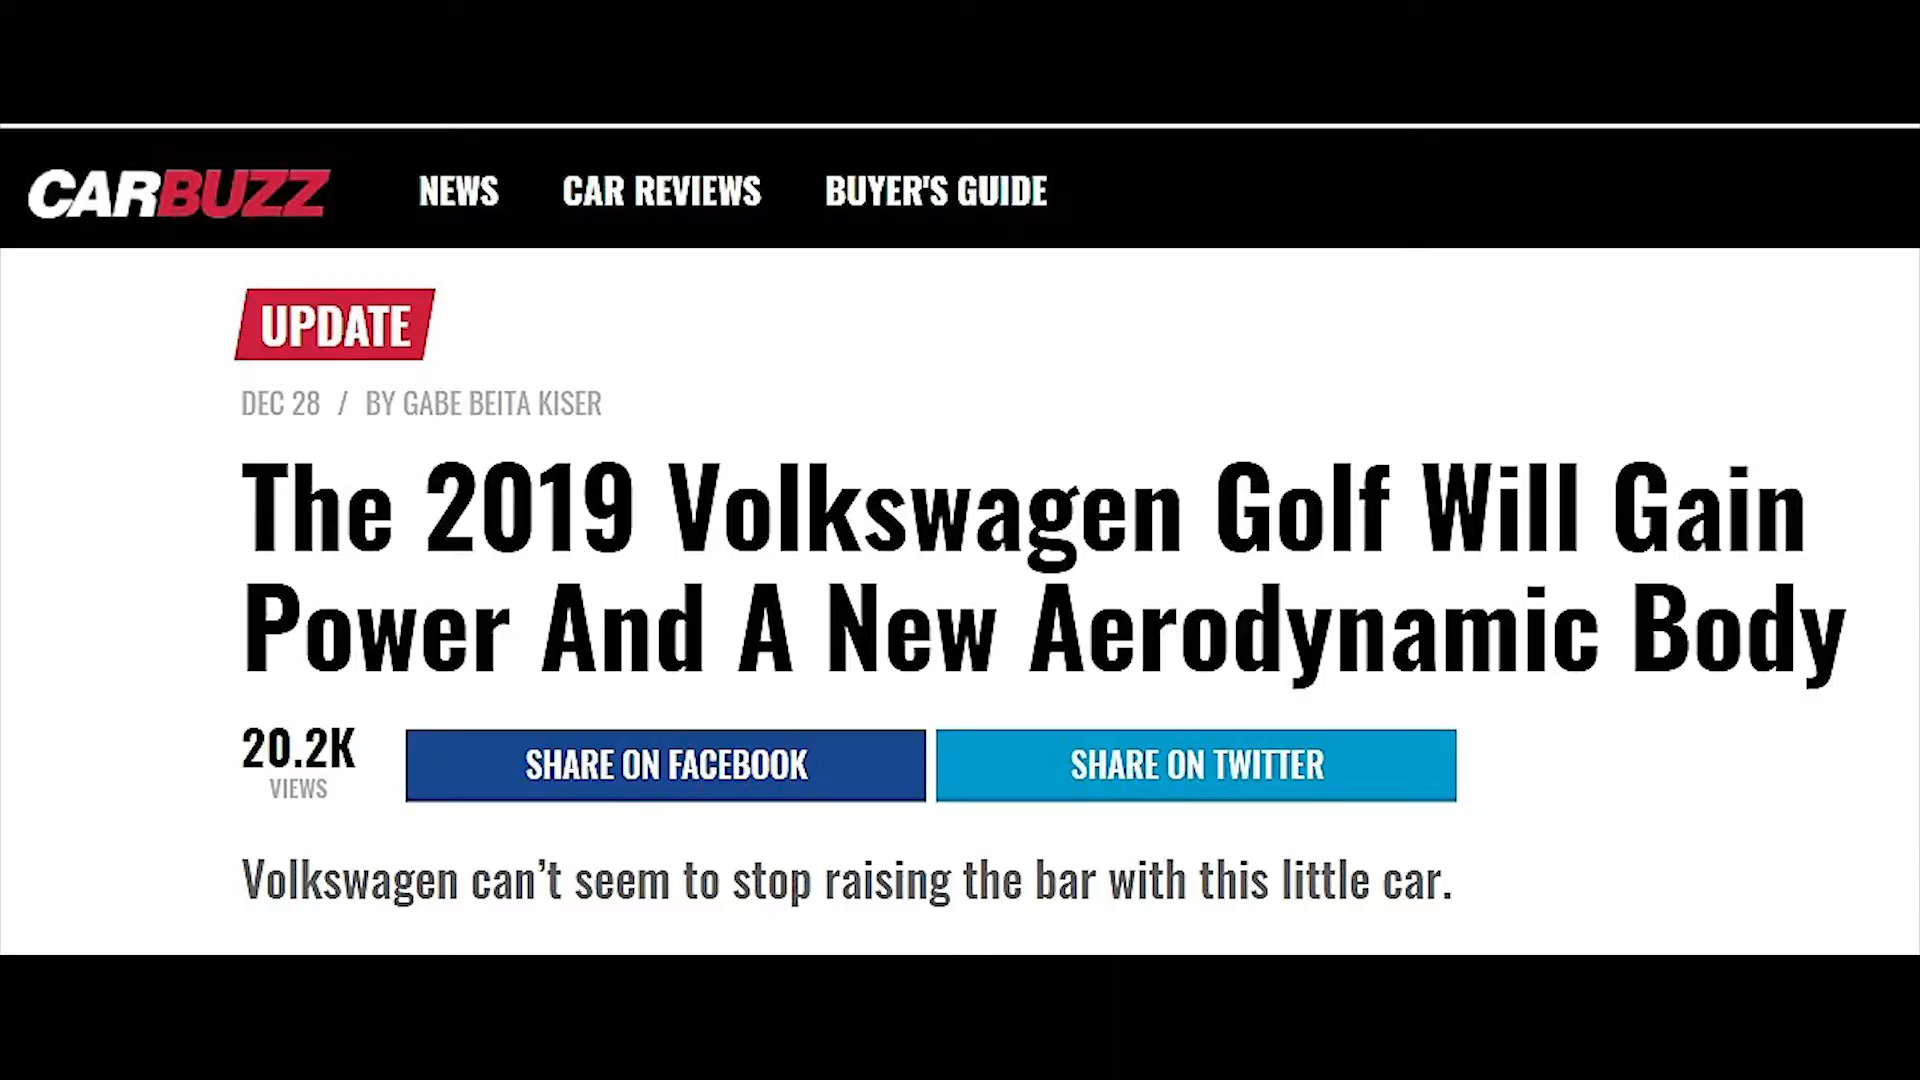 CARBUZZ NEWS CAR REVIEWS BUYER'S GUIDE
UPDATE
DEC 28 / BY GABE BEITA KISER
The 2019 Volkswagen Golf Will Gain
Power And A New Aerodynamic Body
20.2K
VIEWS
SHARE ON FACEBOOK
SHARE ON TWITTER
Volkswagen can’t seem to stop raising the bar with this little car.